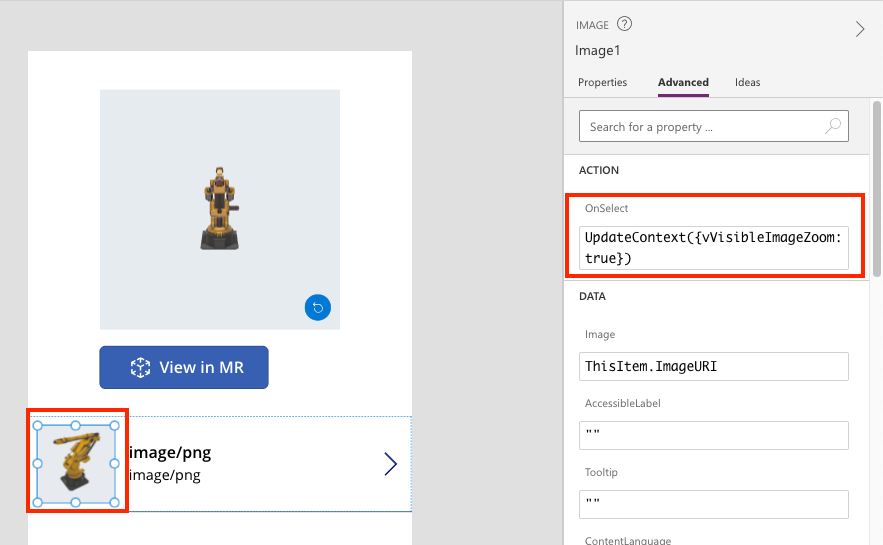 IMAGE ?
Image1
Properties Advanced Ideas
Search for a property ...
ACTION
OnSelect
UpdateContext({vVisibleImageZoom:
true})
DATA
Image
ThisItem.ImageURI
AccessibleLabel
""
Tooltip
""
ContentLanguage
View in MR
image/png
image/png